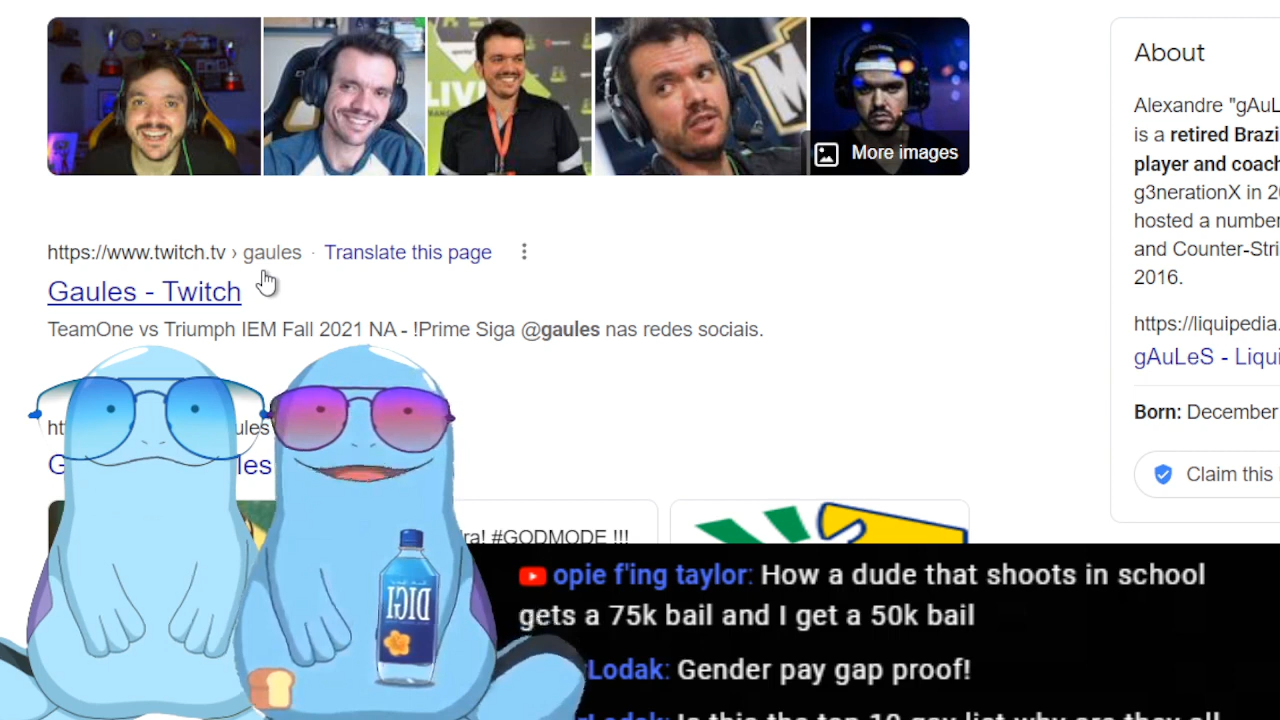 More images
https://www.twitch.tv › gaules · Translate this page
Gaules - Twitch
TeamOne vs Triumph IEM Fall 2021 NA - !Prime Siga @gaules nas redes sociais.
ra! #GODMODE !!!
About
Alexandre "gAuL
is a retired Brazi
player and coach
g3nerationX in 20
hosted a number
and Counter-Stri
2016.
https://liquipedia.
gAuLeS - Liqui
Born: December
Claim this
DIGI
opie f'ing taylor: How a dude that shoots in school
gets a 75k bail and I get a 50k bail
Lodak: Gender pay gap proof!